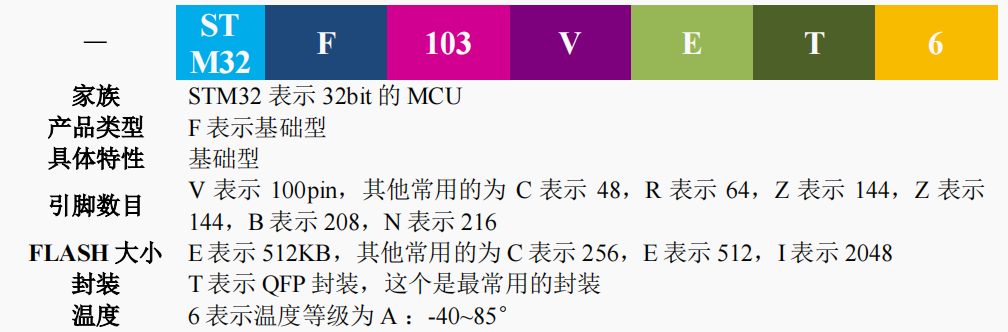 — ST M32 F 103 V E T 6
家族 STM32 表示 32bit 的 MCU
产品类型 F 表示基础型
具体特性 基础型
引脚数目 V 表示 100pin，其他常用的为 C 表示 48，R 表示 64，Z 表示 144，Z 表示
144，B 表示 208，N 表示 216
FLASH 大小 E 表示 512KB，其他常用的为 C 表示 256，E 表示 512，I 表示 2048
封装 T 表示 QFP 封装，这个是最常用的封装
温度 6 表示温度等级为 A ： -40~85°